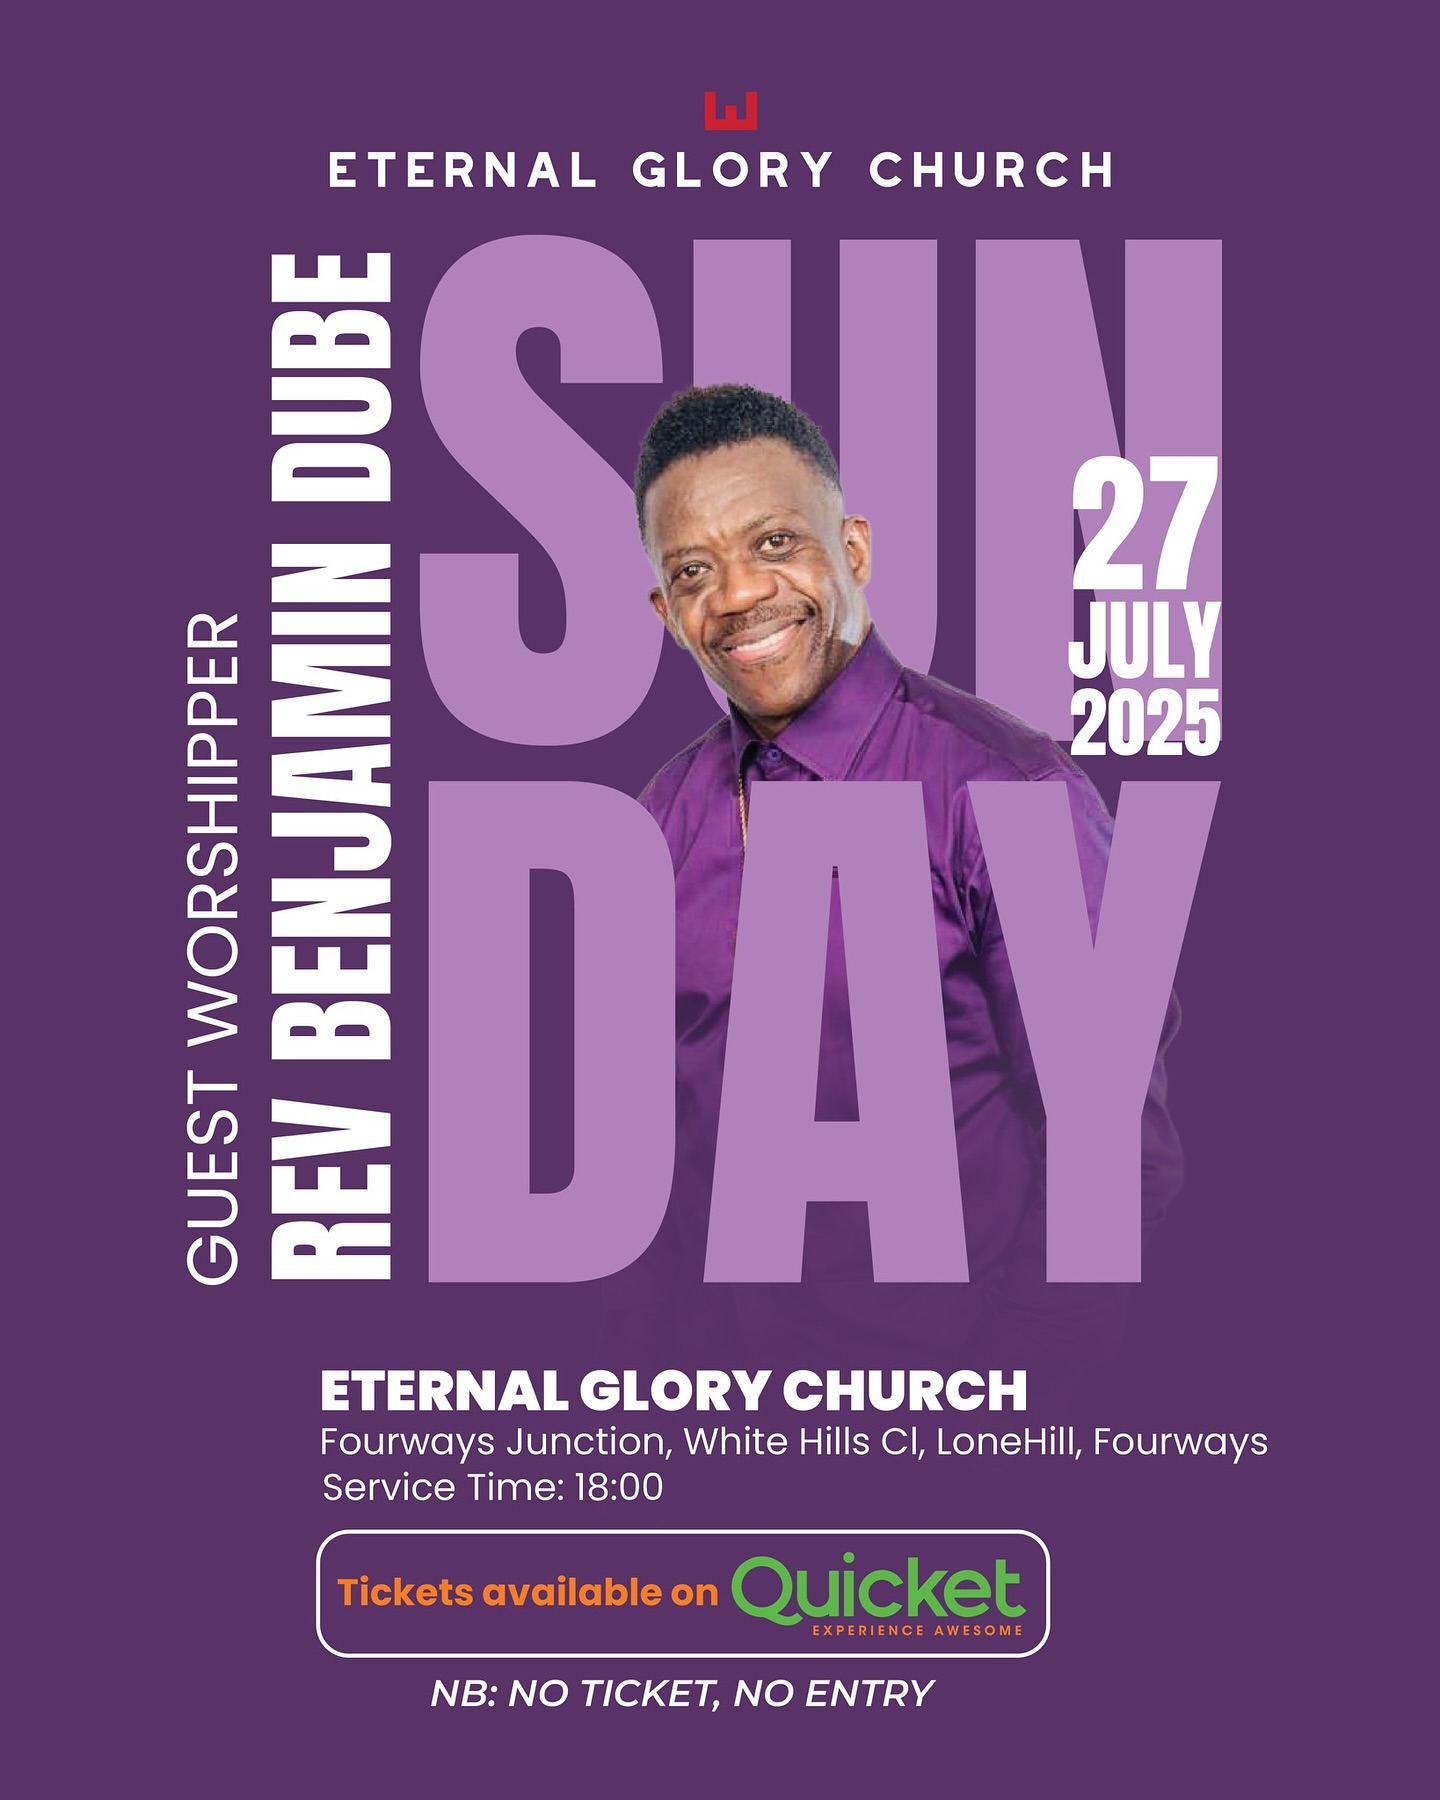 ETERNAL GLORY CHURCH
GUEST WORSHIPPER
REV BENJAMIN DUBE
SUN
27
JULY
2025
DAY
ETERNAL GLORY CHURCH
Fourways Junction, White Hills Cl, LoneHill, Fourways
Service Time: 18:00
Tickets available on Quicket
EXPERIENCE AWESOME
NB: NO TICKET, NO ENTRY